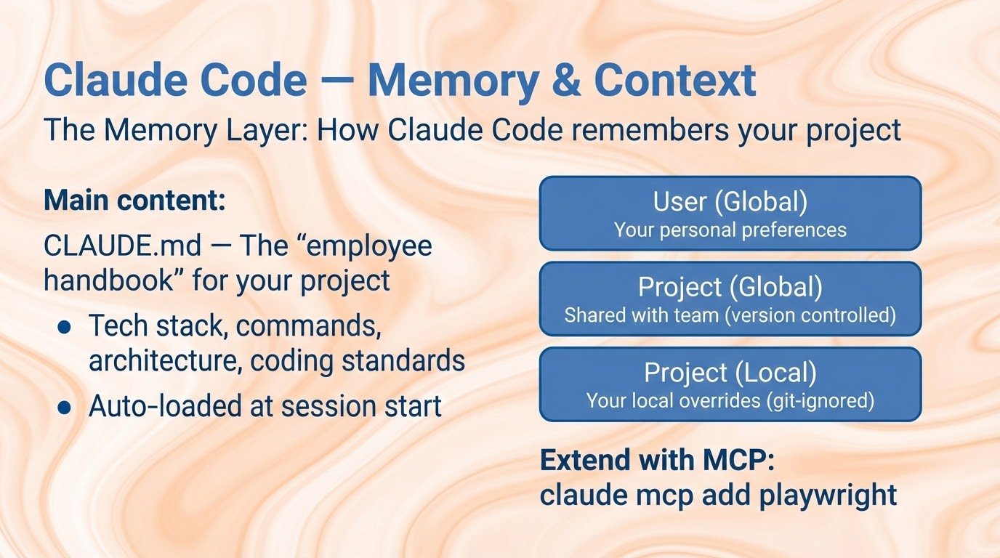 Claude Code — Memory & Context
The Memory Layer: How Claude Code remembers your project
Main content:
CLAUDE.md — The “employee
handbook” for your project
● Tech stack, commands,
architecture, coding standards
● Auto-loaded at session start
User (Global)
Your personal preferences
Project (Global)
Shared with team (version controlled)
Project (Local)
Your local overrides (git-ignored)
Extend with MCP:
claude mcp add playwright